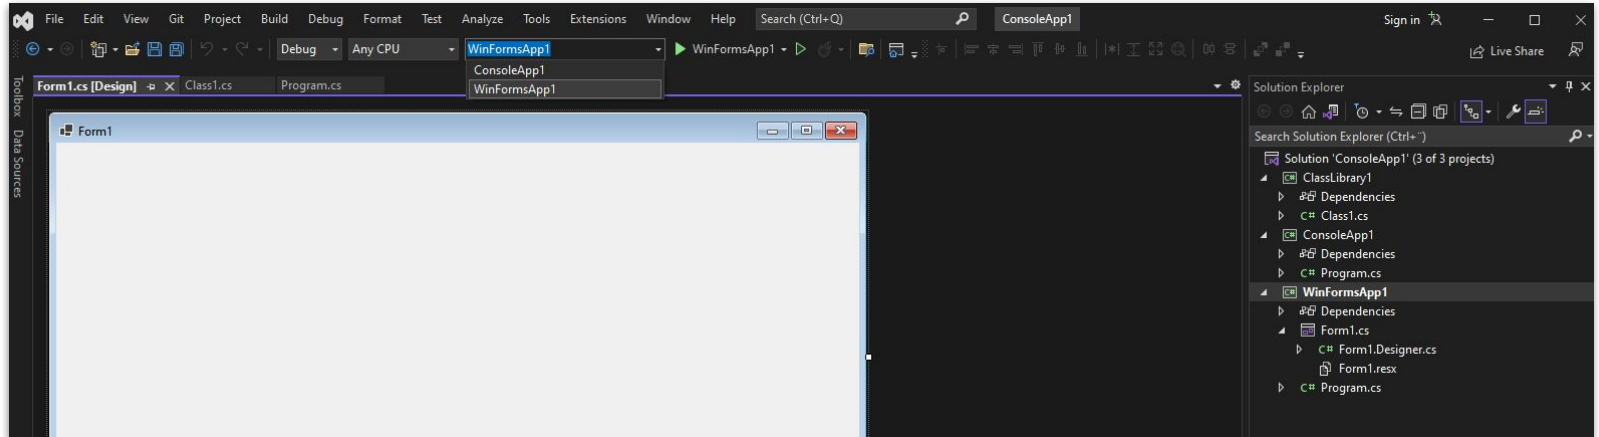 File Edit View Git Project Build Debug Format Test Analyze Tools Extensions Window Help Search (Ctrl+Q) ConsoleApp1 Sign in
Debug Any CPU WinFormsApp1 WinFormsApp1 Live Share
ConsoleApp1
WinFormsApp1
Toolbox
Data Sources
Form1.cs [Design] Class1.cs Program.cs
Form1
Solution Explorer
Search Solution Explorer (Ctrl+¨)
Solution 'ConsoleApp1' (3 of 3 projects)
C# ClassLibrary1
Dependencies
C# Class1.cs
C# ConsoleApp1
Dependencies
C# Program.cs
C# WinFormsApp1
Dependencies
Form1.cs
C# Form1.Designer.cs
Form1.resx
C# Program.cs